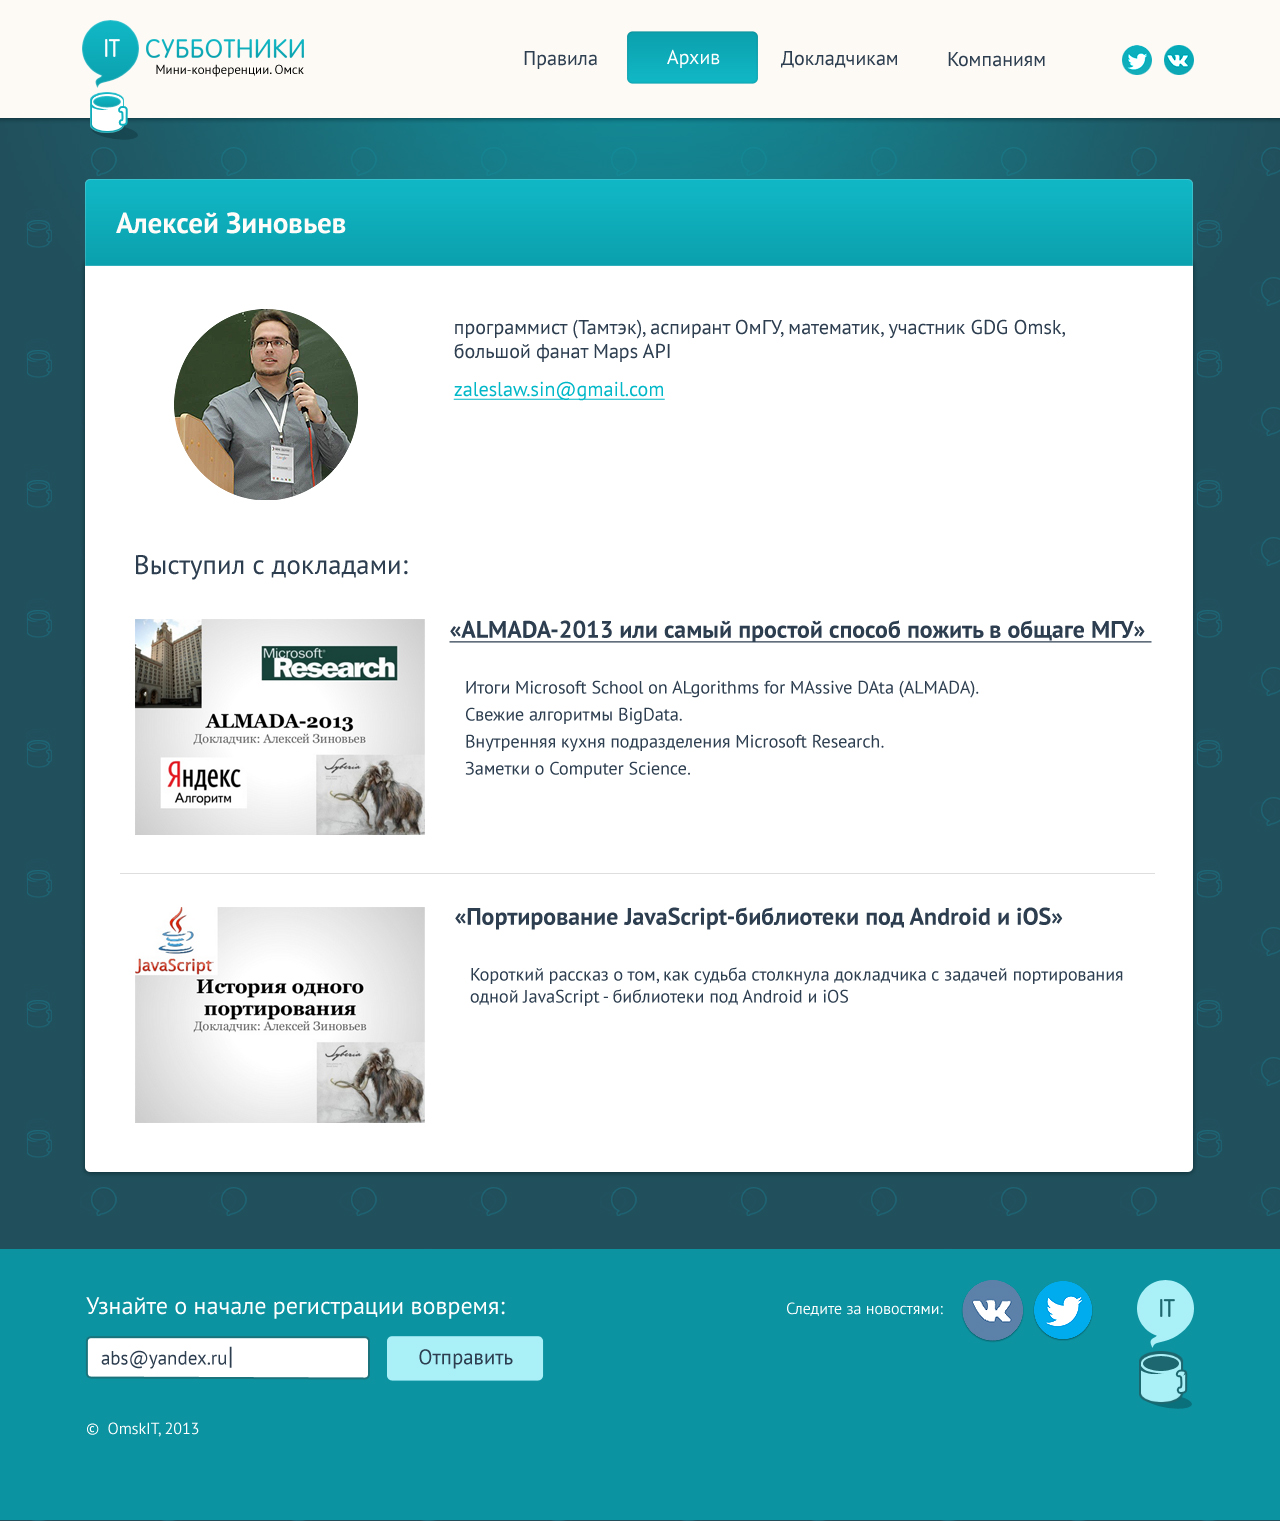 IT СУББОТНИКИ
Мини-конференции. Омск
Правила
Архив
Докладчикам
Компаниям
Алексей Зиновьев
программист (Тамтэк), аспирант ОмГУ, математик, участник GDG Omsk,
большой фанат Maps API
zaleslaw.sin@gmail.com
Выступил с докладами:
Microsoft
Research
ALMADA-2013
Докладчик: Алексей Зиновьев
Яндекс
Алгоритм
Syberia
«ALMADA-2013 или самый простой способ пожить в общаге МГУ»
Итоги Microsoft School on ALgorithms for MAssive DAta (ALMADA).
Свежие алгоритмы BigData.
Внутренняя кухня подразделения Microsoft Research.
Заметки о Computer Science.
JavaScript
История одного
портирования
Докладчик: Алексей Зиновьев
Syberia
«Портирование JavaScript-библиотеки под Android и iOS»
Короткий рассказ о том, как судьба столкнула докладчика с задачей портирования
одной JavaScript - библиотеки под Android и iOS
Узнайте о начале регистрации вовремя:
abs@yandex.ru
Отправить
Следите за новостями:
IT
© OmskIT, 2013